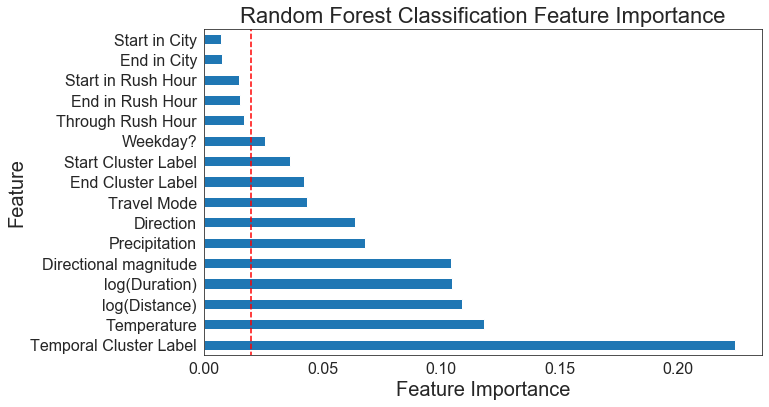 Random Forest Classification Feature Importance
Start in City
End in City
Start in Rush Hour
End in Rush Hour
Through Rush Hour
Weekday?
Start Cluster Label
End Cluster Label
Travel Mode
Direction
Precipitation
Directional magnitude
log(Duration)
log(Distance)
Temperature
Temporal Cluster Label
Feature
0.00 0.05 0.10 0.15 0.20
Feature Importance